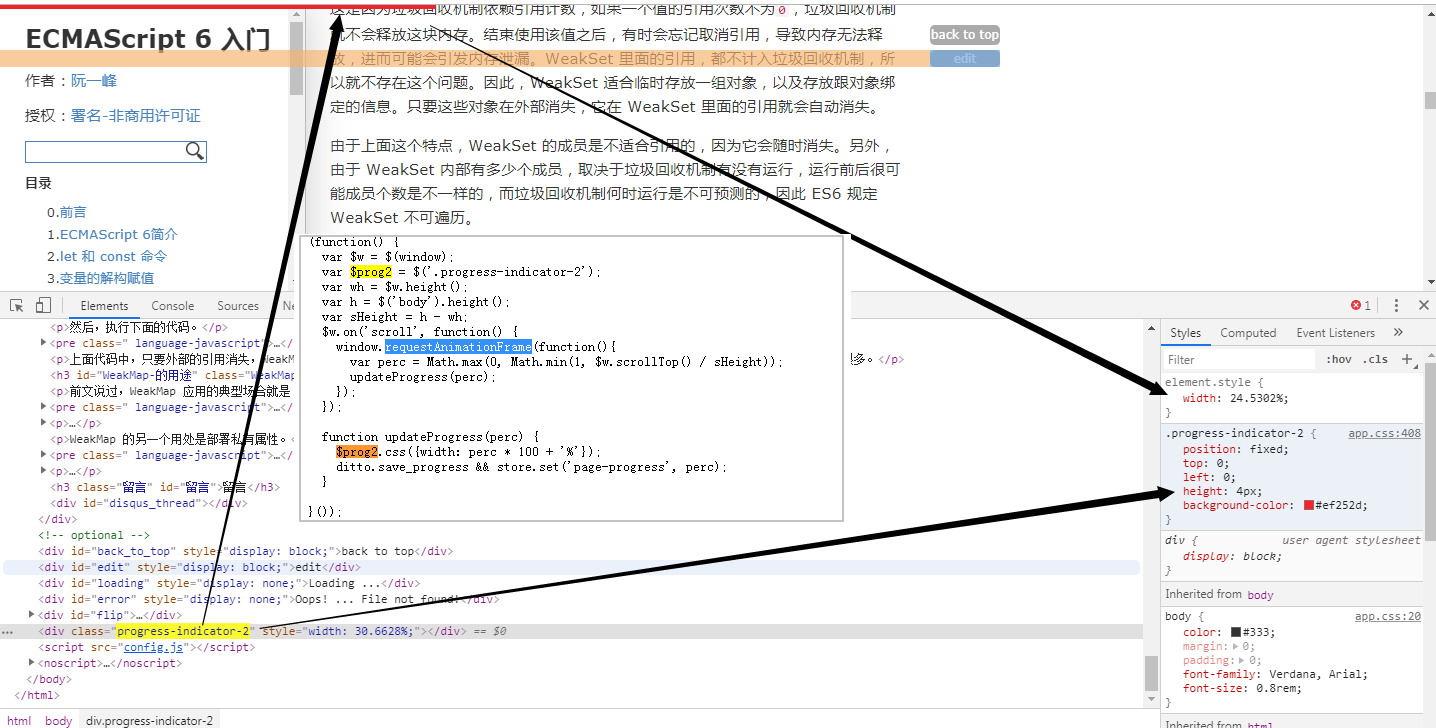 这是因为垃圾回收机制依赖引用计数，如果一个值的引用次数不为0，垃圾回收机制
就不会释放这块内存。结束使用该值之后，有时会忘记取消引用，导致内存无法释
放，进而可能会引发内存泄漏。WeakSet 里面的引用，都不计入垃圾回收机制，所
以就不存在这个问题。因此，WeakSet 适合临时存放一组对象，以及存放跟对象绑
定的信息。只要这些对象在外部消失，它在 WeakSet 里面的引用就会自动消失。
由于上面这个特点，WeakSet 的成员是不适合引用的，因为它会随时消失。另外，
由于 WeakSet 内部有多少个成员，取决于垃圾回收机制有没有运行，运行前后很可
能成员个数是不一样的，而垃圾回收机制何时运行是不可预测的，因此 ES6 规定
WeakSet 不可遍历。
back to top
edit
ECMAScript 6 入门
作者：阮一峰
授权：署名-非商用许可证
目录
0.前言
1.ECMAScript 6简介
2.let 和 const 命令
3.变量的解构赋值
(function() {
var $w = $(window);
var $prog2 = $('.progress-indicator-2');
var wh = $w.height();
var h = $('body').height();
var sHeight = h - wh;
$w.on('scroll', function() {
window.requestAnimationFrame(function(){
var perc = Math.max(0, Math.min(1, $w.scrollTop() / sHeight));
updateProgress(perc);
});
});
function updateProgress(perc) {
$prog2.css({width: perc * 100 + '%'});
ditto.save_progress && store.set('page-progress', perc);
}
}());
Elements Console Sources Ne
1
<p>然后，执行下面的代码。</p>
<pre class=" language-javascript">…</
<p>上面代码中，只要外部的引用消失，WeakM
多。</p>
<h3 id="WeakMap-的用途" class="WeakMap
<p>前文说过，WeakMap 应用的典型场合就是
<pre class=" language-javascript">…</
<p>…</p>
<p>WeakMap 的另一个用处是部署私有属性。<
<pre class=" language-javascript">…</
<p>…</p>
<h3 class="留言" id="留言">留言</h3>
<div id="disqus_thread"></div>
</div>
<!-- optional -->
<div id="back_to_top" style="display: block;">back to top</div>
<div id="edit" style="display: block;">edit</div>
<div id="loading" style="display: none;">Loading ...</div>
<div id="error" style="display: none;">Oops! ... File not found!</div>
<div id="flip">…</div>
<div class="progress-indicator-2" style="width: 30.6628%;"></div> == $0
<script src="config.js"></script>
<noscript>…</noscript>
</body>
</html>
html body div.progress-indicator-2
Styles Computed Event Listeners »
Filter :hov .cls +
element.style {
width: 24.5302%;
}
.progress-indicator-2 { app.css:408
position: fixed;
top: 0;
left: 0;
height: 4px;
background-color: #ef252d;
}
div { user agent stylesheet
display: block;
}
Inherited from body
body { app.css:20
color: #333;
margin: 0;
padding: 0;
font-family: Verdana, Arial;
font-size: 0.8rem;
}
Inherited from html